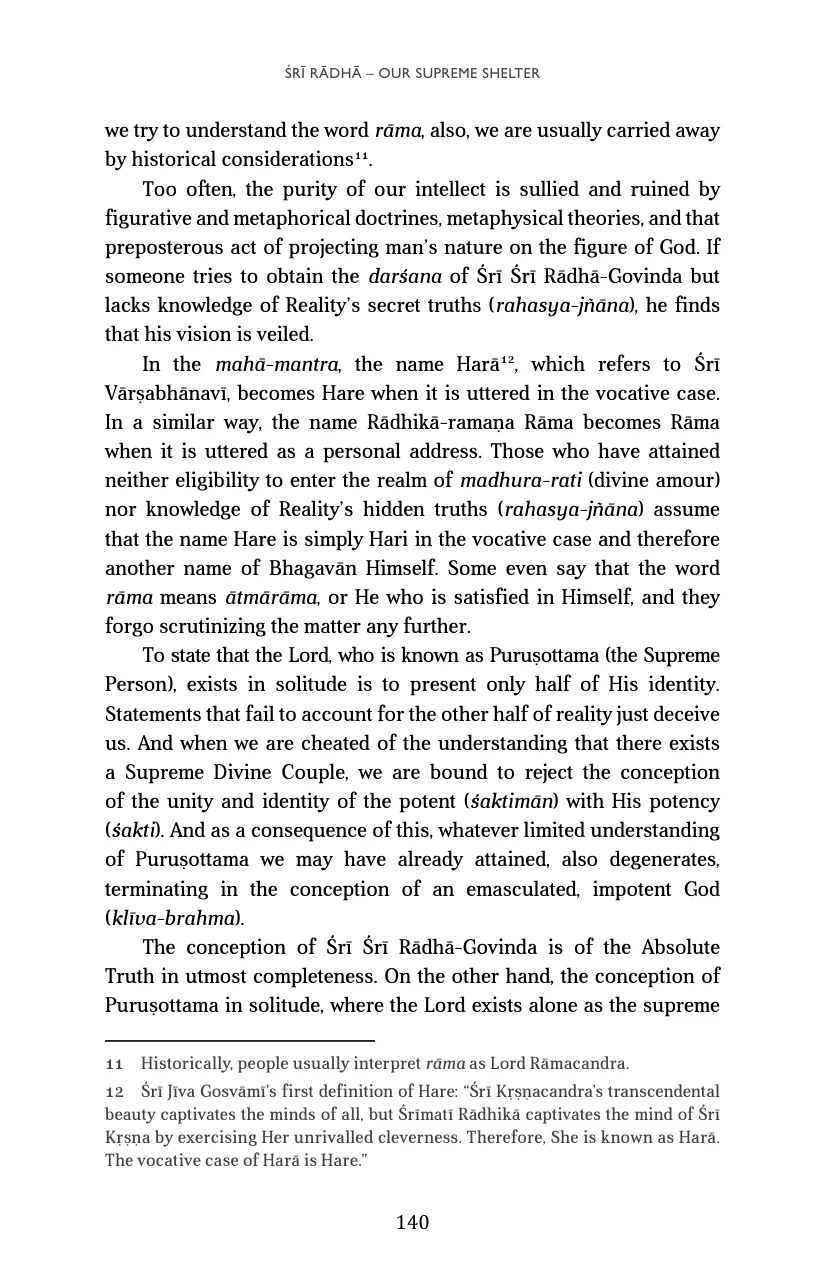 ŚRĪ RĀDHĀ – OUR SUPREME SHELTER
we try to understand the word rāma, also, we are usually carried away
by historical considerations¹¹.
Too often, the purity of our intellect is sullied and ruined by
figurative and metaphorical doctrines, metaphysical theories, and that
preposterous act of projecting man’s nature on the figure of God. If
someone tries to obtain the darśana of Śrī Śrī Rādhā-Govinda but
lacks knowledge of Reality’s secret truths (rahasya-jñāna), he finds
that his vision is veiled.
In the mahā-mantra, the name Harā¹², which refers to Śrī
Vārṣabhānavī, becomes Hare when it is uttered in the vocative case.
In a similar way, the name Rādhikā-ramaṇa Rāma becomes Rāma
when it is uttered as a personal address. Those who have attained
neither eligibility to enter the realm of madhura-rati (divine amour)
nor knowledge of Reality’s hidden truths (rahasya-jñāna) assume
that the name Hare is simply Hari in the vocative case and therefore
another name of Bhagavān Himself. Some even say that the word
rāma means ātmārāma, or He who is satisfied in Himself, and they
forgo scrutinizing the matter any further.
To state that the Lord, who is known as Puruṣottama (the Supreme
Person), exists in solitude is to present only half of His identity.
Statements that fail to account for the other half of reality just deceive
us. And when we are cheated of the understanding that there exists
a Supreme Divine Couple, we are bound to reject the conception
of the unity and identity of the potent (śaktimān) with His potency
(śakti). And as a consequence of this, whatever limited understanding
of Puruṣottama we may have already attained, also degenerates,
terminating in the conception of an emasculated, impotent God
(klīva-brahma).
The conception of Śrī Śrī Rādhā-Govinda is of the Absolute
Truth in utmost completeness. On the other hand, the conception of
Puruṣottama in solitude, where the Lord exists alone as the supreme
11 Historically, people usually interpret rāma as Lord Rāmacandra.
12 Śrī Jīva Gosvāmī’s first definition of Hare: “Śrī Kṛṣṇacandra’s transcendental
beauty captivates the minds of all, but Śrīmatī Rādhikā captivates the mind of Śrī
Kṛṣṇa by exercising Her unrivalled cleverness. Therefore, She is known as Harā.
The vocative case of Harā is Hare.”
140